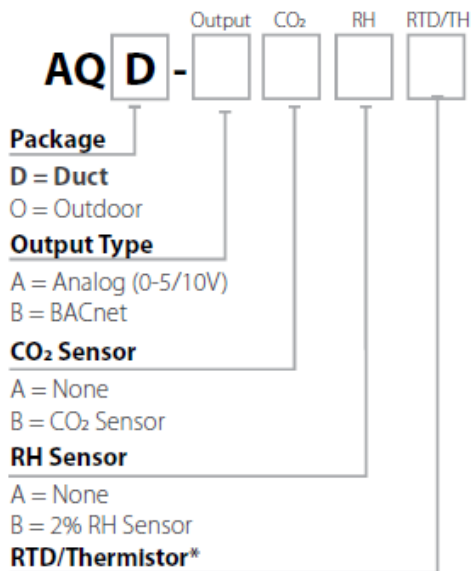 Output CO₂ RH RTD/TH
AQ D -
Package
D = Duct
O = Outdoor
Output Type
A = Analog (0-5/10V)
B = BACnet
CO₂ Sensor
A = None
B = CO₂ Sensor
RH Sensor
A = None
B = 2% RH Sensor
RTD/Thermistor*